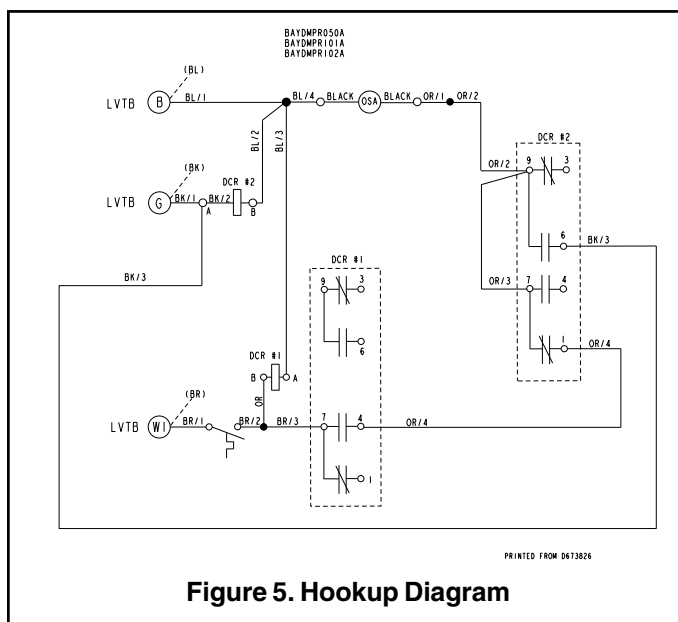 BAYDMPR050A
BAYDMPR101A
BAYDMPR102A
(BL)
LVTB B BL/1 BL/4 BLACK OSA BLACK OR/1 OR/2
BL/2
BL/3
DCR #2
OR/2 9 3
(BK)
DCR #2
LVTB G BK/1 BK/2
A B
6 BK/3
BK/3
DCR #1
OR/3 7 4
9 3
1 OR/4
6
DCR #1
B A
OR
(BR)
LVTB W1 BR/1 BR/2 BR/3 7 4 OR/4
1
PRINTED FROM D673826
Figure 5. Hookup Diagram